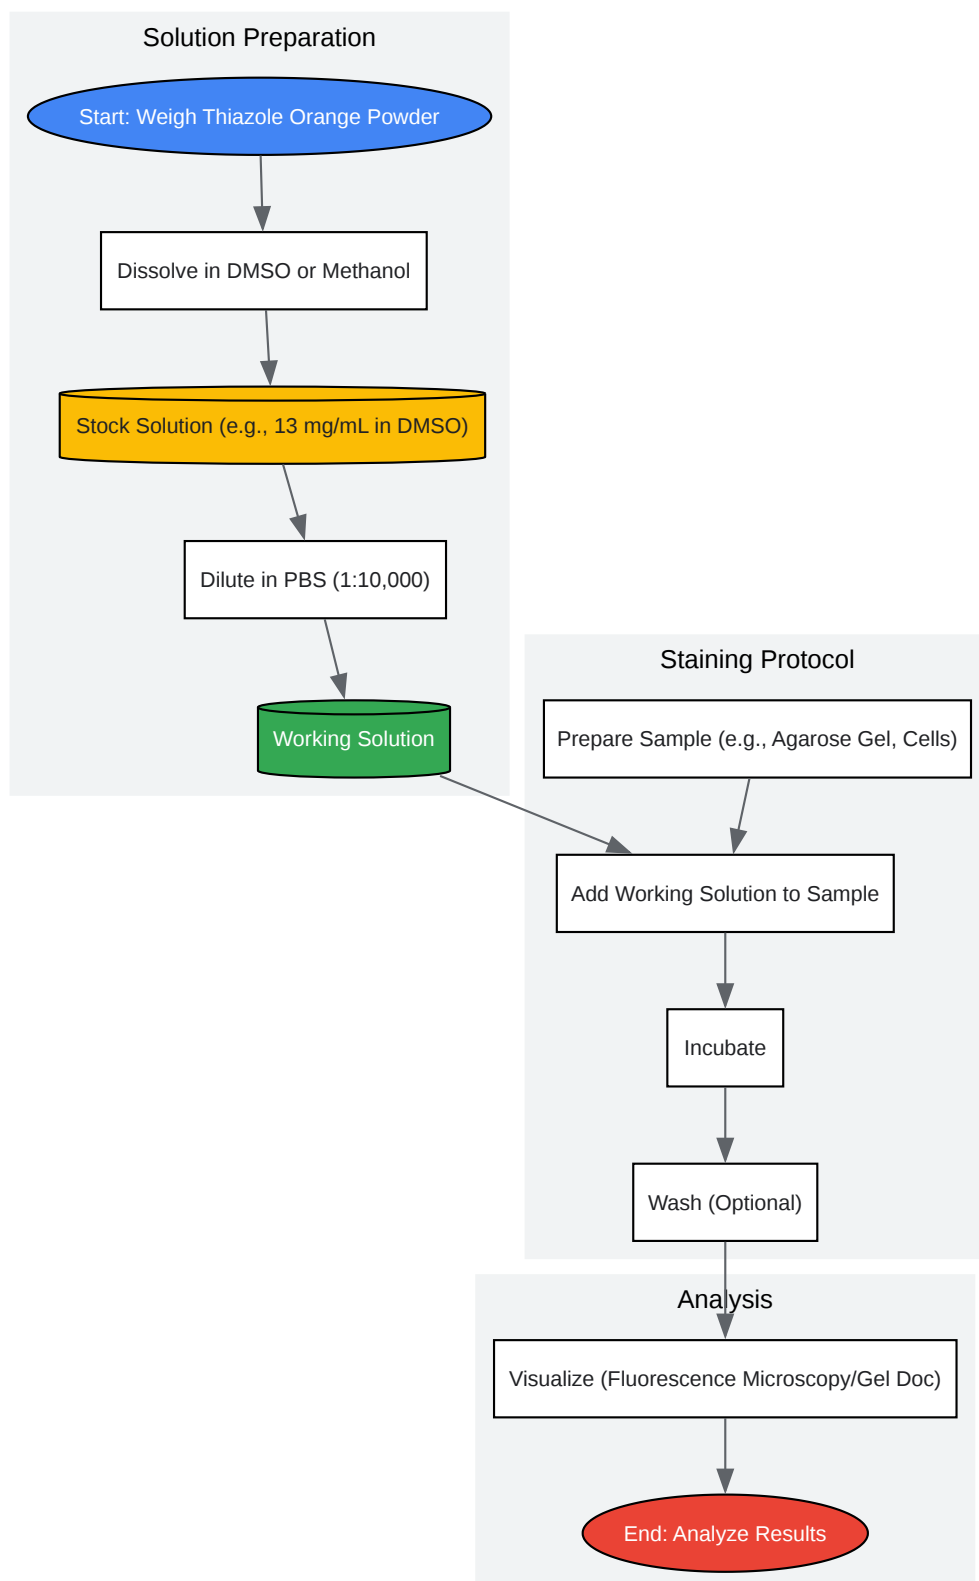 Solution Preparation
Start: Weigh Thiazole Orange Powder
Dissolve in DMSO or Methanol
Stock Solution (e.g., 13 mg/mL in DMSO)
Dilute in PBS (1:10,000)
Working Solution
Staining Protocol
Prepare Sample (e.g., Agarose Gel, Cells)
Add Working Solution to Sample
Incubate
Wash (Optional)
Analysis
Visualize (Fluorescence Microscopy/Gel Doc)
End: Analyze Results